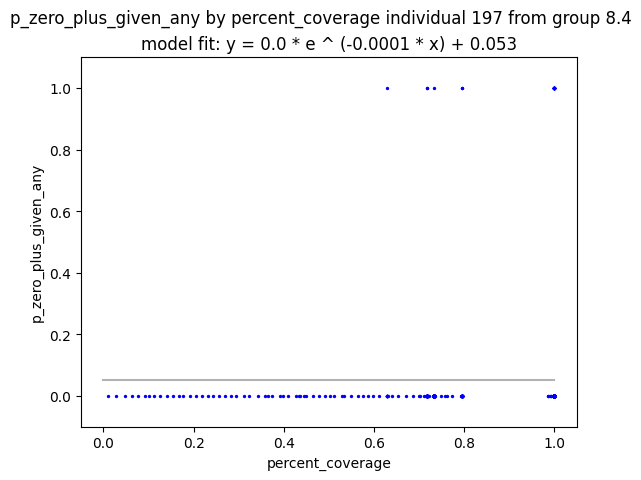 p_zero_plus_given_any by percent_coverage individual 197 from group 8.4
model fit: y = 0.0 * e ^ (-0.0001 * x) + 0.053
1.0
0.8
0.6
0.4
0.2
0.0
p_zero_plus_given_any
0.0 0.2 0.4 0.6 0.8 1.0
percent_coverage